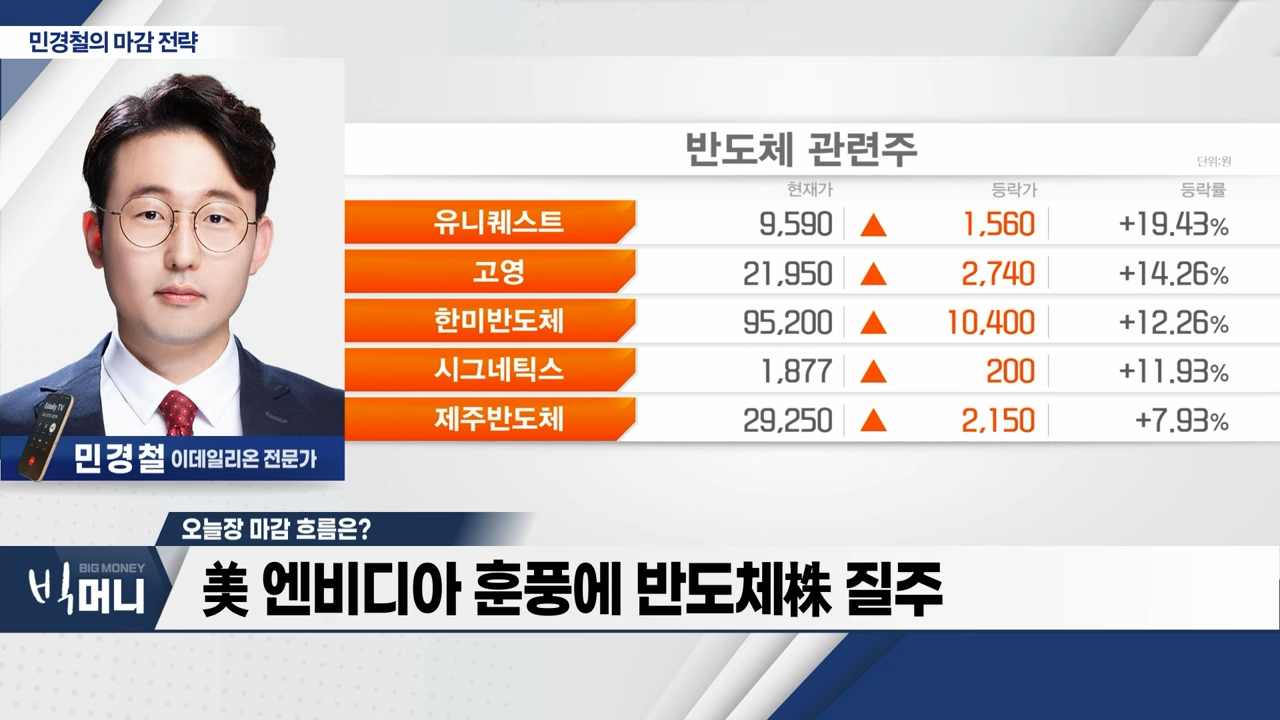 민경철의 마감 전략
반도체 관련주
단위:원
현재가 등락가 등락률
유니퀘스트 9,590 ▲ 1,560 +19.43%
고영 21,950 ▲ 2,740 +14.26%
한미반도체 95,200 ▲ 10,400 +12.26%
시그네틱스 1,877 ▲ 200 +11.93%
제주반도체 29,250 ▲ 2,150 +7.93%
Edaily TV
민경철 이데일리온 전문가
오늘장 마감 흐름은?
BIG MONEY
빅머니
美 엔비디아 훈풍에 반도체株 질주